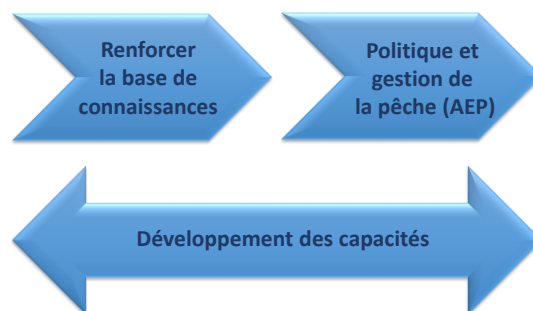 Renforcer
la base de
connaissances
Politique et
gestion de
la pêche (AEP)
Développement des capacités